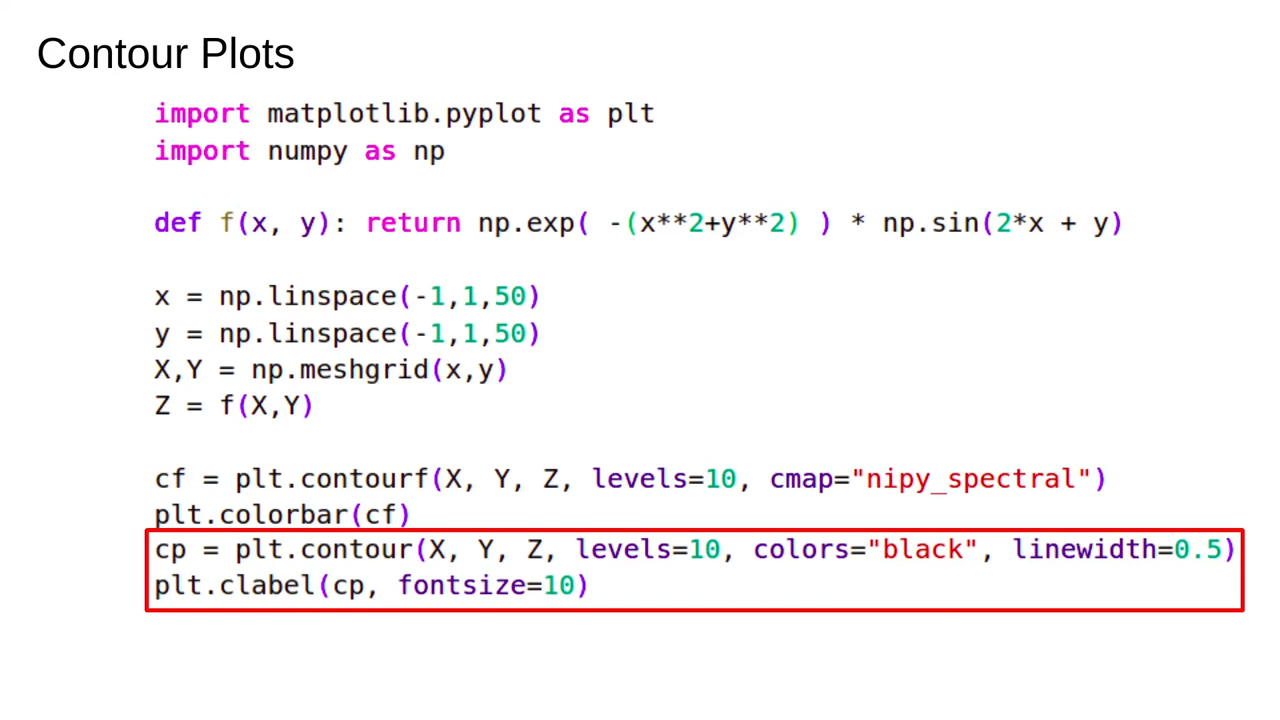 Contour Plots
import matplotlib.pyplot as plt
import numpy as np
def f(x, y): return np.exp( -(x**2+y**2) ) * np.sin(2*x + y)
x = np.linspace(-1,1,50)
y = np.linspace(-1,1,50)
X,Y = np.meshgrid(x,y)
Z = f(X,Y)
cf = plt.contourf(X, Y, Z, levels=10, cmap="nipy_spectral")
plt.colorbar(cf)
cp = plt.contour(X, Y, Z, levels=10, colors="black", linewidth=0.5)
plt.clabel(cp, fontsize=10)